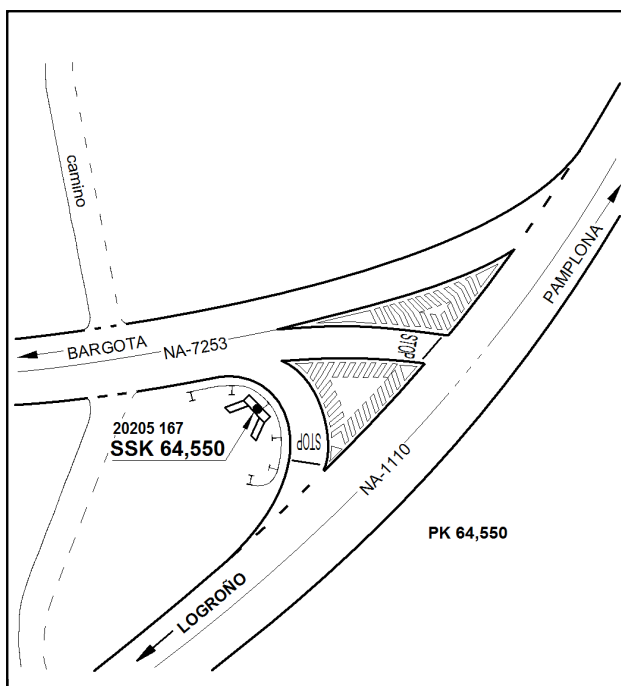 camino
PAMPLONA
BARGOTA
NA-7253
STOP
20205 167
SSK 64,550
STOP
NA-1110
PK 64,550
LOGROÑO